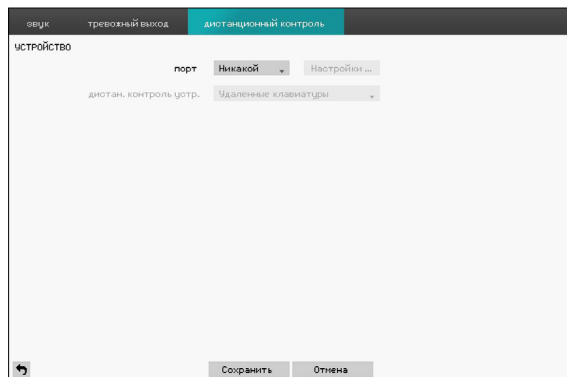 звук тревожный выход дистанционный контроль
УСТРОЙСТВО
порт Никакой Настройки ...
дистан. контроль устр. Удаленные клавиатуры
Сохранить Отмена